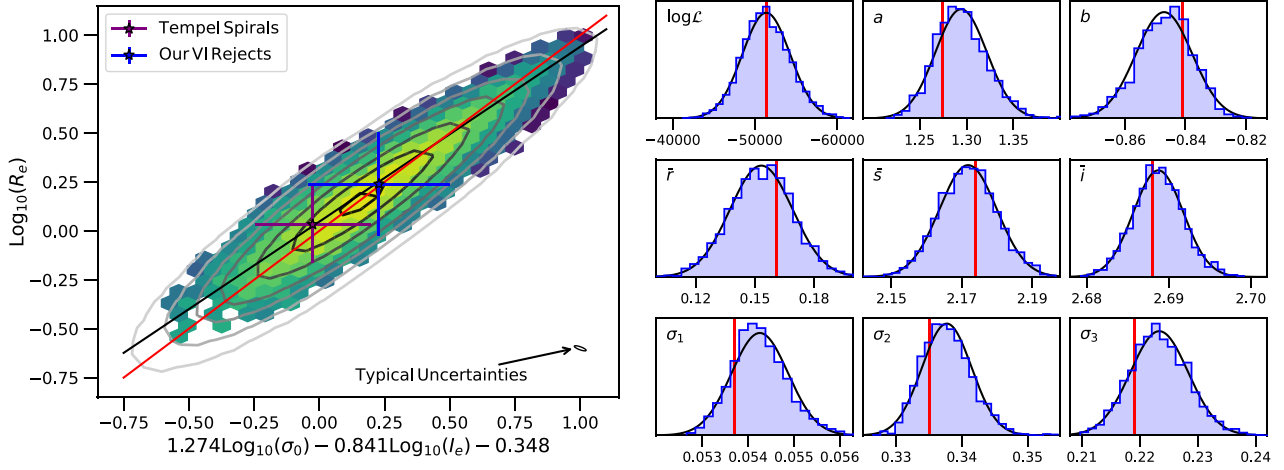 Tempel Spirals
Our VI Rejects
Log₁₀(Rₑ)
1.00
0.75
0.50
0.25
0.00
−0.25
−0.50
−0.75
Typical Uncertainties
−0.75 −0.50 −0.25 0.00 0.25 0.50 0.75 1.00
1.274Log₁₀(σ₀) − 0.841Log₁₀(Iₑ) − 0.348
logℒ
−40000 −50000 −60000
a
1.25 1.30 1.35
b
−0.86 −0.84 −0.82
r̄
0.12 0.15 0.18
s̄
2.15 2.17 2.19
ī
2.68 2.69 2.70
σ₁
0.053 0.054 0.055 0.056
σ₂
0.33 0.34 0.35
σ₃
0.21 0.22 0.23 0.24